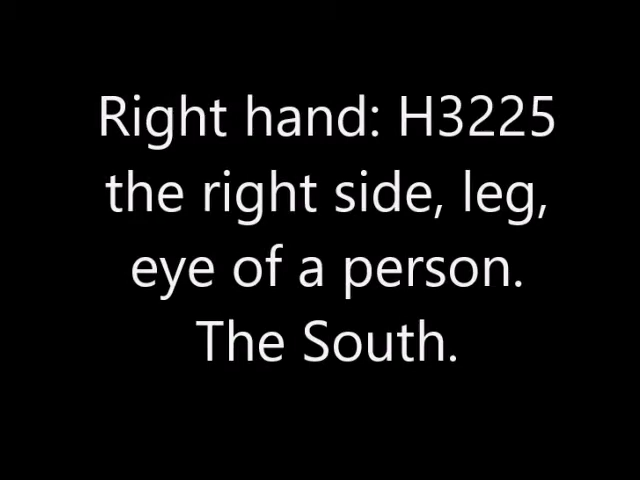 Right hand: H3225
the right side, leg,
eye of a person.
The South.